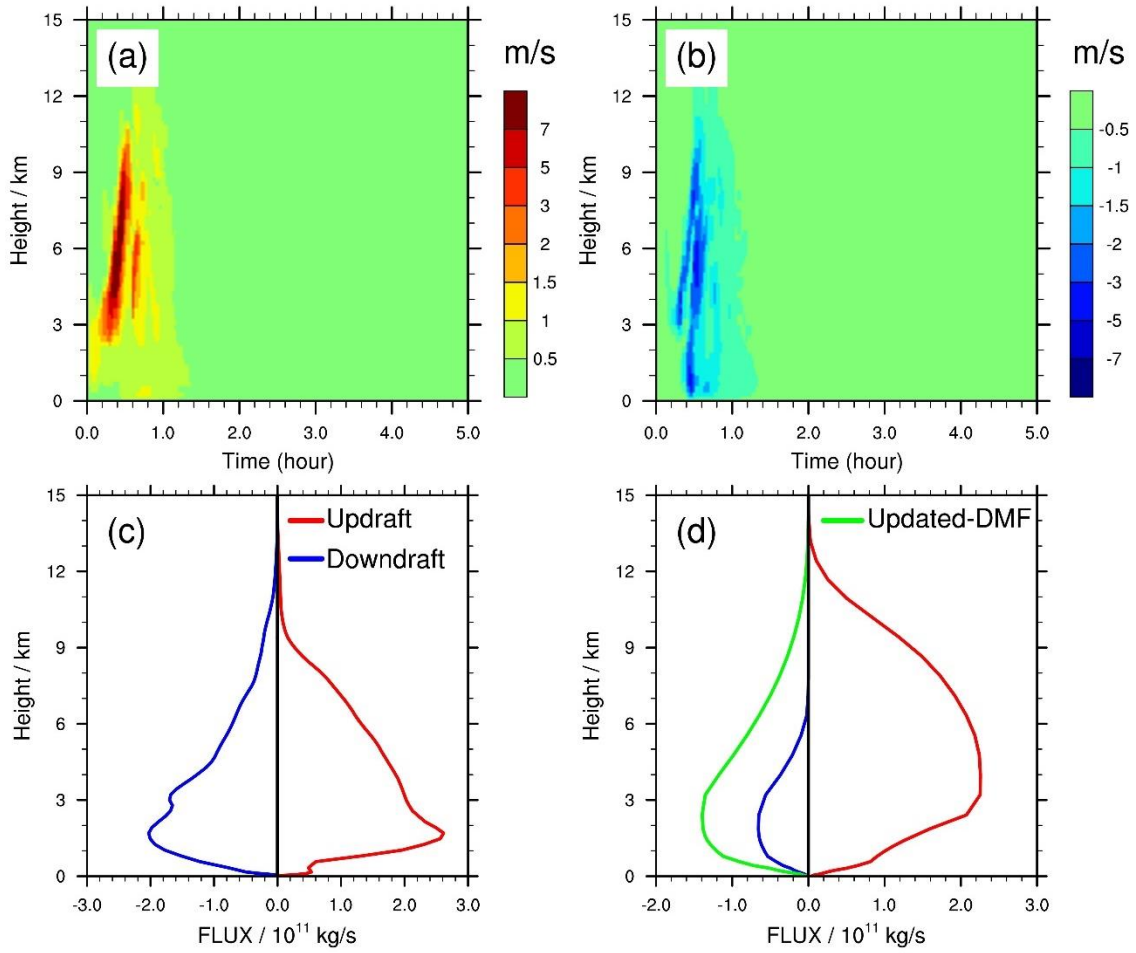 (a)
m/s
15
12
9
6
3
0
Height / km
0.0 1.0 2.0 3.0 4.0 5.0
Time (hour)
7
5
3
2
1.5
1
0.5
(b)
m/s
15
12
9
6
3
0
Height / km
0.0 1.0 2.0 3.0 4.0 5.0
Time (hour)
-0.5
-1
-1.5
-2
-3
-5
-7
(c)
Updraft
Downdraft
15
12
9
6
3
0
Height / km
-3.0 -2.0 -1.0 0.0 1.0 2.0 3.0
FLUX / 10¹¹ kg/s
(d)
Updated-DMF
15
12
9
6
3
0
Height / km
-2.0 -1.0 0.0 1.0 2.0 3.0
FLUX / 10¹¹ kg/s